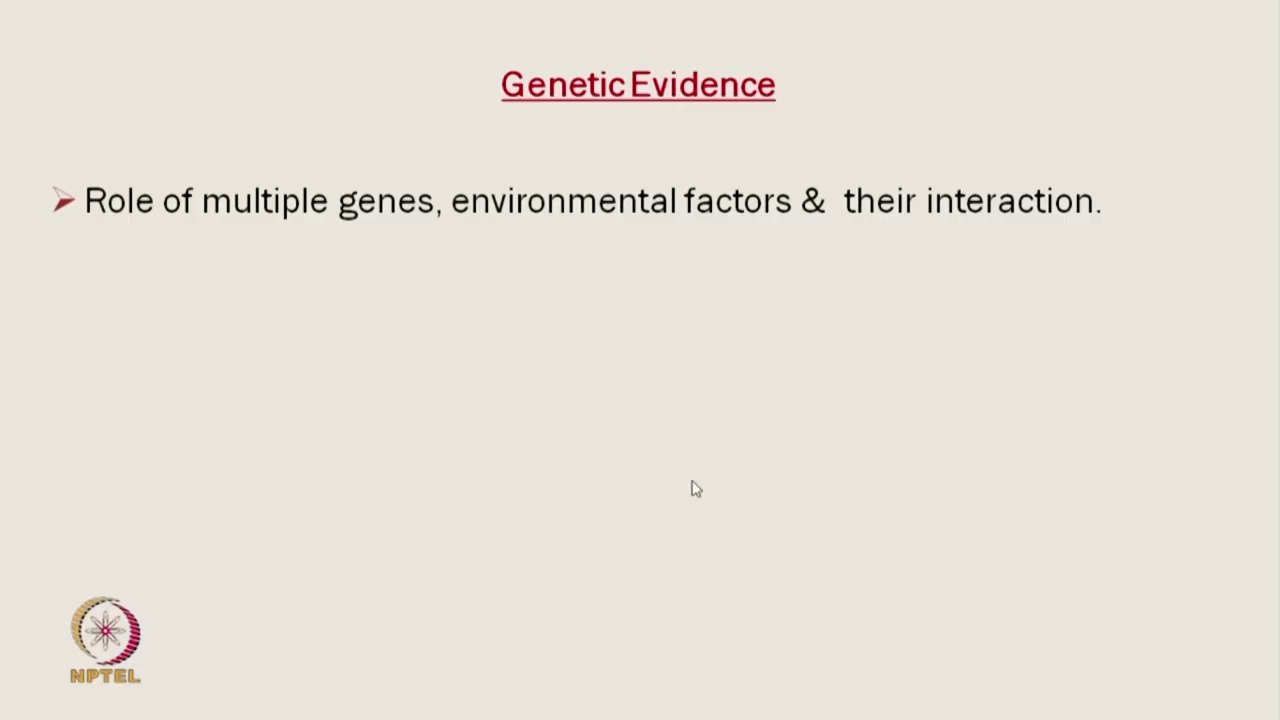 Genetic Evidence
Role of multiple genes, environmental factors & their interaction.
NPTEL